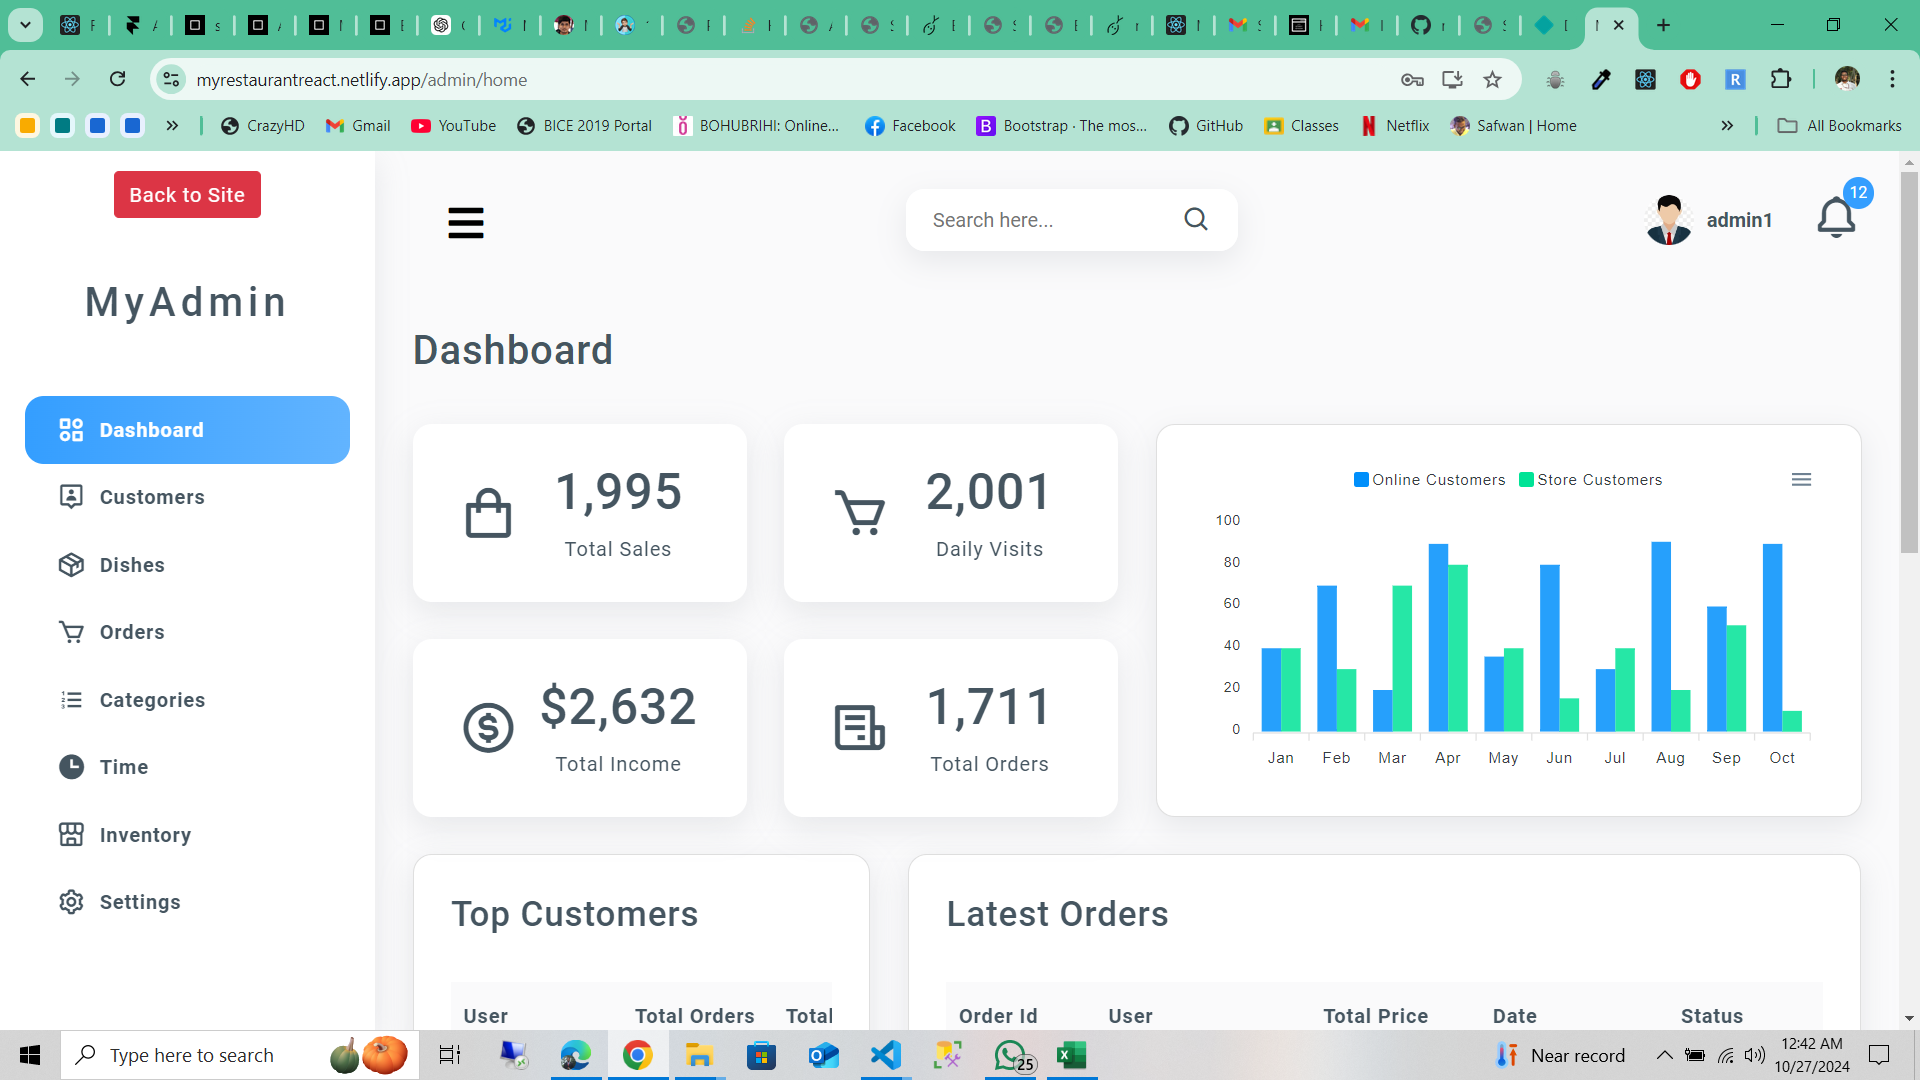 myrestaurantreact.netlify.app/admin/home
CrazyHD
Gmail
YouTube
BICE 2019 Portal
BOHUBRIHI: Online...
Facebook
Bootstrap · The mos...
GitHub
Classes
Netflix
Safwan | Home
All Bookmarks
Back to Site
Search here...
admin1
12
MyAdmin
Dashboard
Dashboard
Customers
Dishes
Orders
Categories
Time
Inventory
Settings
1,995
Total Sales
2,001
Daily Visits
$2,632
Total Income
1,711
Total Orders
Online Customers
Store Customers
100
80
60
40
20
0
Jan Feb Mar Apr May Jun Jul Aug Sep Oct
Top Customers
User Total Orders Total
Latest Orders
Order Id User Total Price Date Status
Type here to search
25
Near record
12:42 AM
10/27/2024